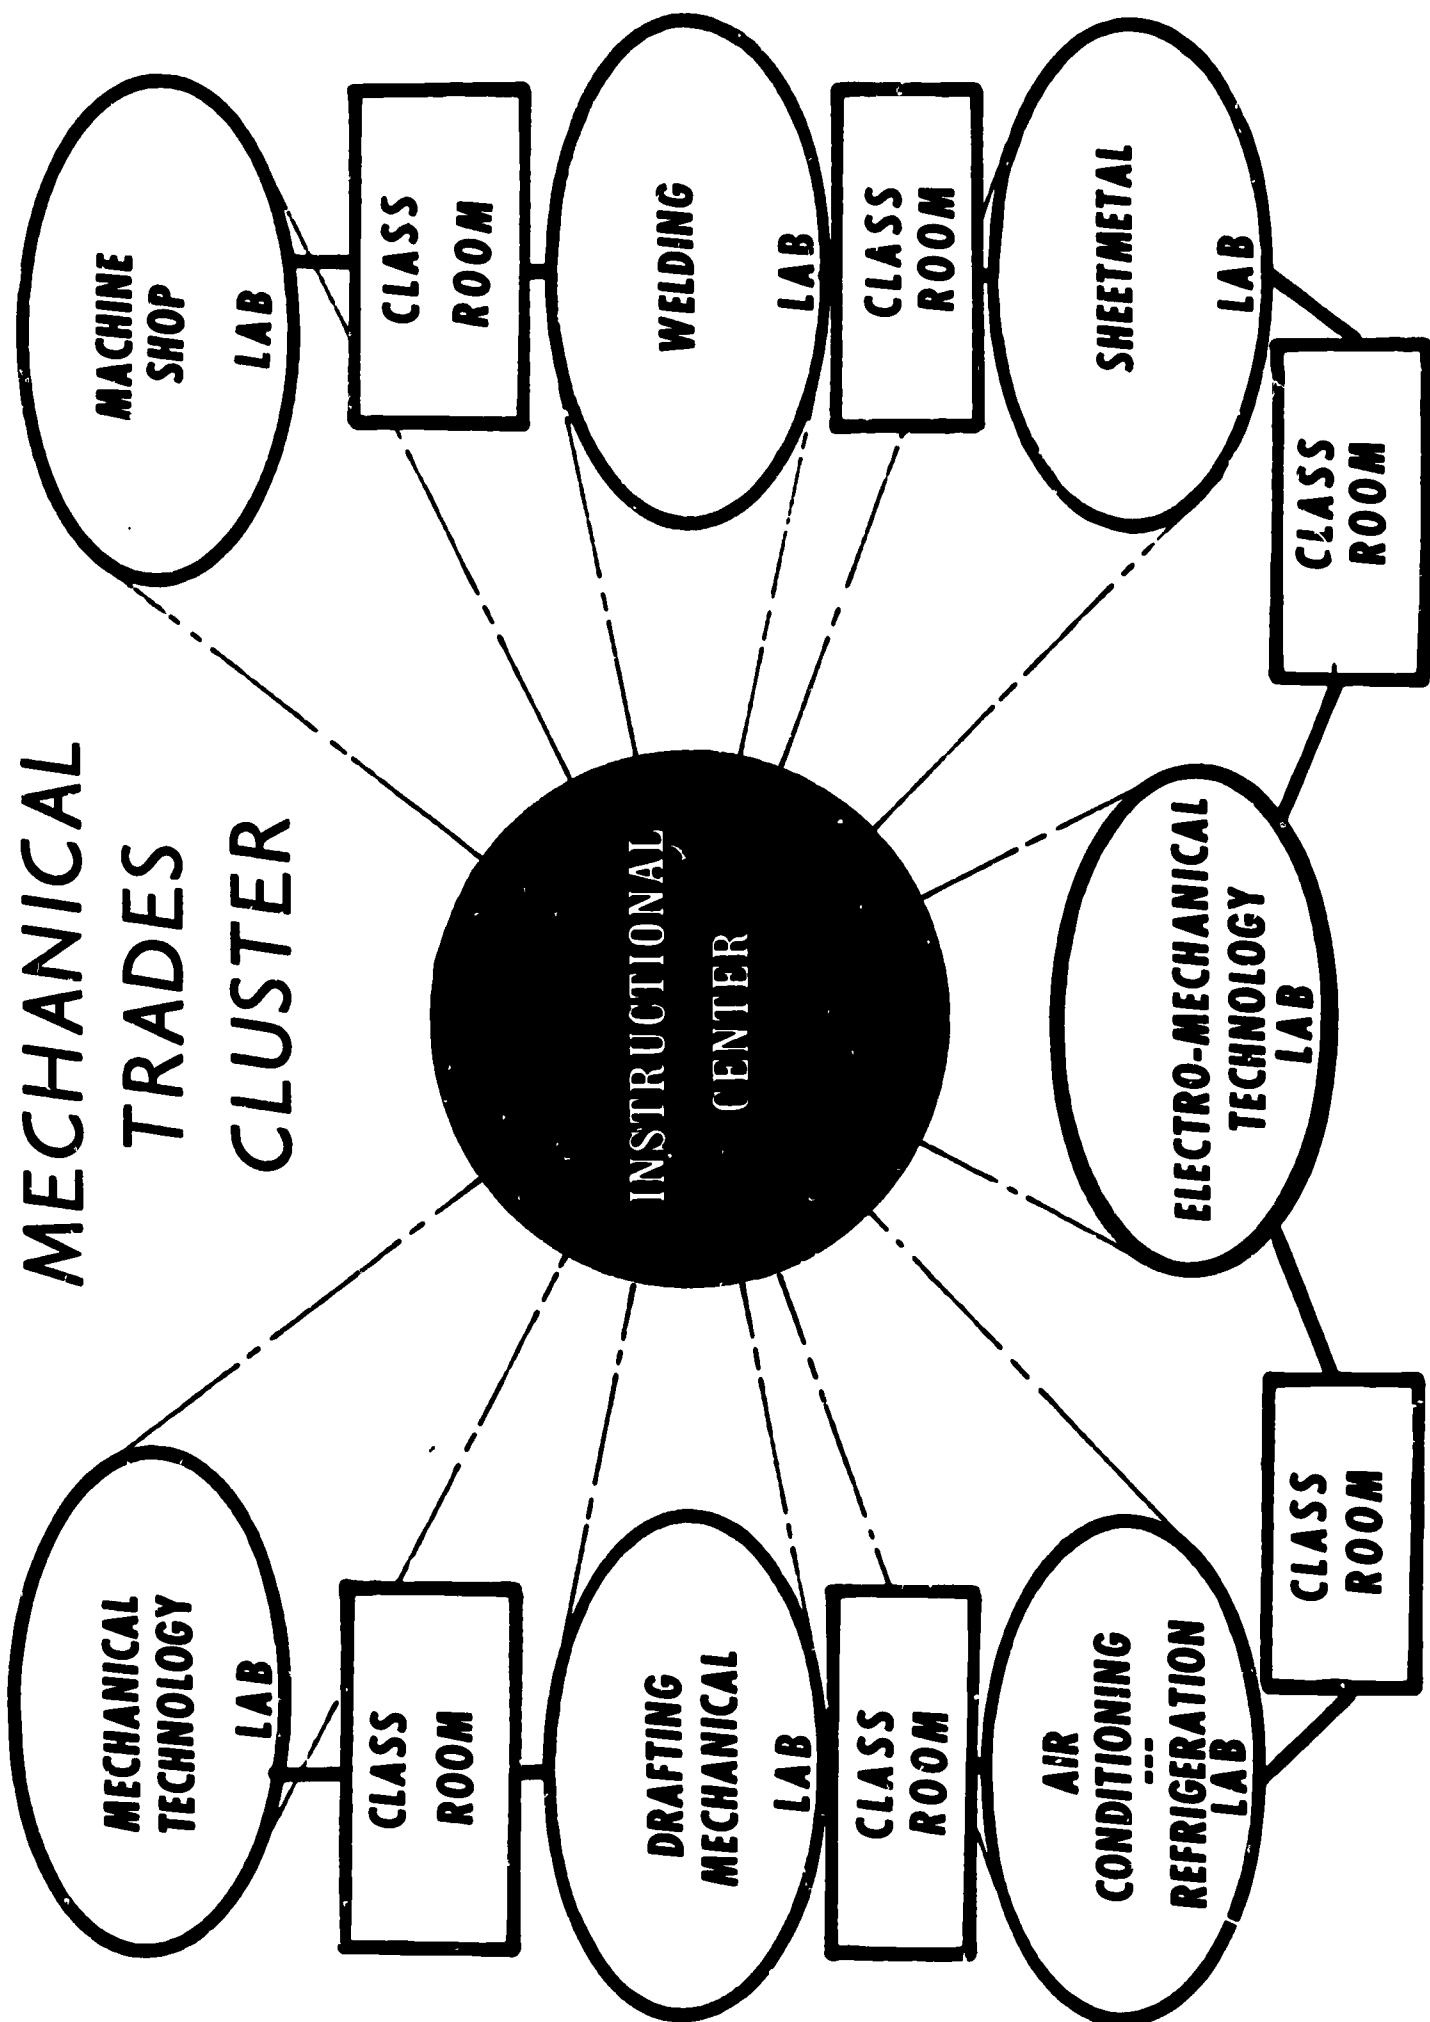 MECHANICAL
TRADES
CLUSTER
MECHANICAL
TECHNOLOGY
LAB
MACHINE
SHOP
LAB
CLASS
ROOM
CLASS
ROOM
INSTRUCTIONAL
CENTER
DRAFTING
MECHANICAL
LAB
WELDING
LAB
CLASS
ROOM
CLASS
ROOM
AIR
CONDITIONING
---
REFRIGERATION
LAB
ELECTRO-MECHANICAL
TECHNOLOGY
LAB
SHEETMETAL
LAB
CLASS
ROOM
CLASS
ROOM